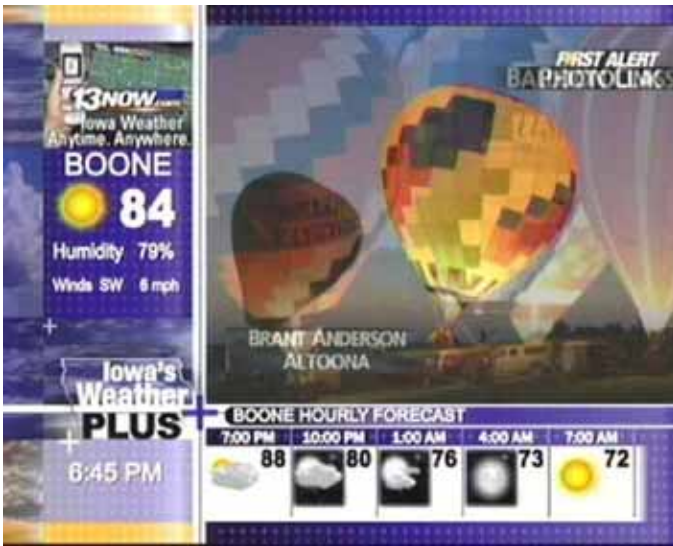 13NOW.com
Iowa Weather
Anytime. Anywhere.
BOONE
84
Humidity 79%
Winds SW 6 mph
Iowa's
Weather
PLUS
6:45 PM
FIRST ALERT
PHOTOLINK
BRANT ANDERSON
ALTOONA
BOONE HOURLY FORECAST
7:00 PM 10:00 PM 1:00 AM 4:00 AM 7:00 AM
88 80 76 73 72